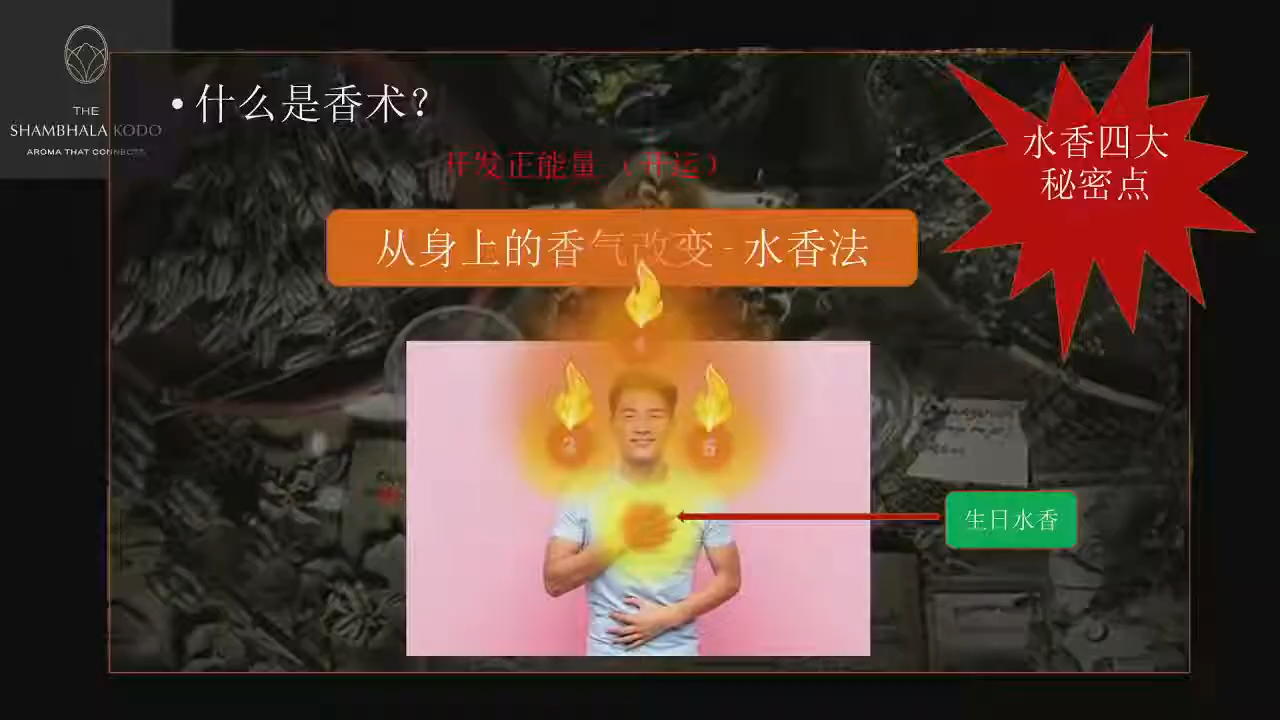 THE
SHAMBHALA KODO
AROMA THAT CONNECTS
• 什么是香术?
开发正能量 （开运）
水香四大
秘密点
从身上的香气改变-水香法
生日水香